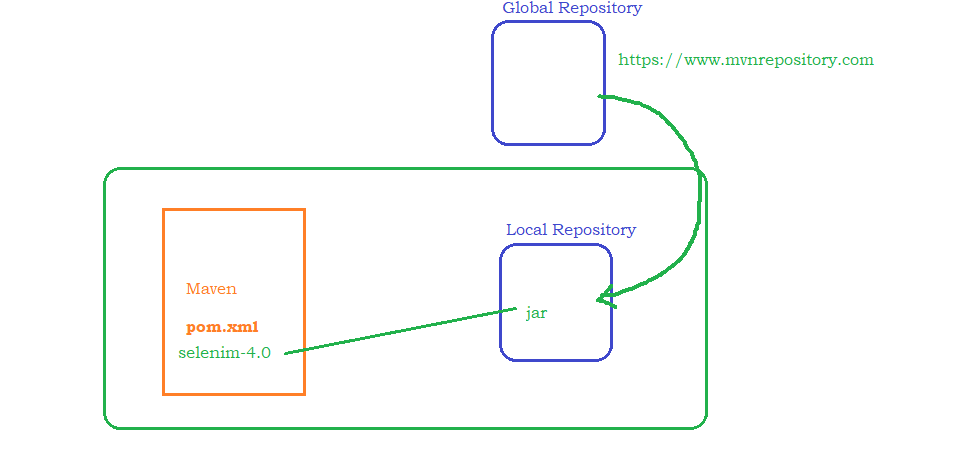 Global Repository
https://www.mvnrepository.com
Local Repository
Maven
jar
pom.xml
selenim-4.0